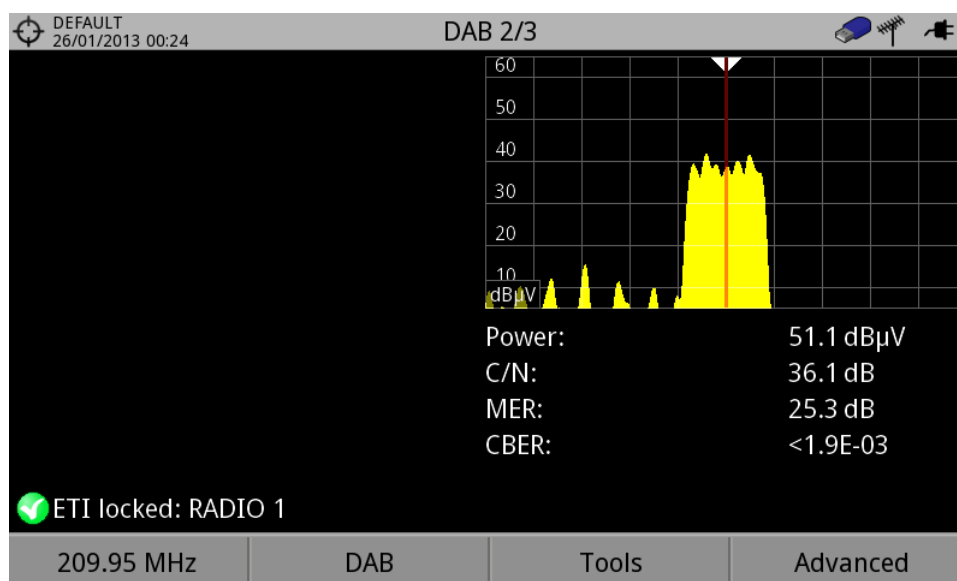 DEFAULT
26/01/2013 00:24
DAB 2/3
60
50
40
30
20
10
dBµV
Power: 51.1 dBµV
C/N: 36.1 dB
MER: 25.3 dB
CBER: <1.9E-03
ETI locked: RADIO 1
209.95 MHz DAB Tools Advanced